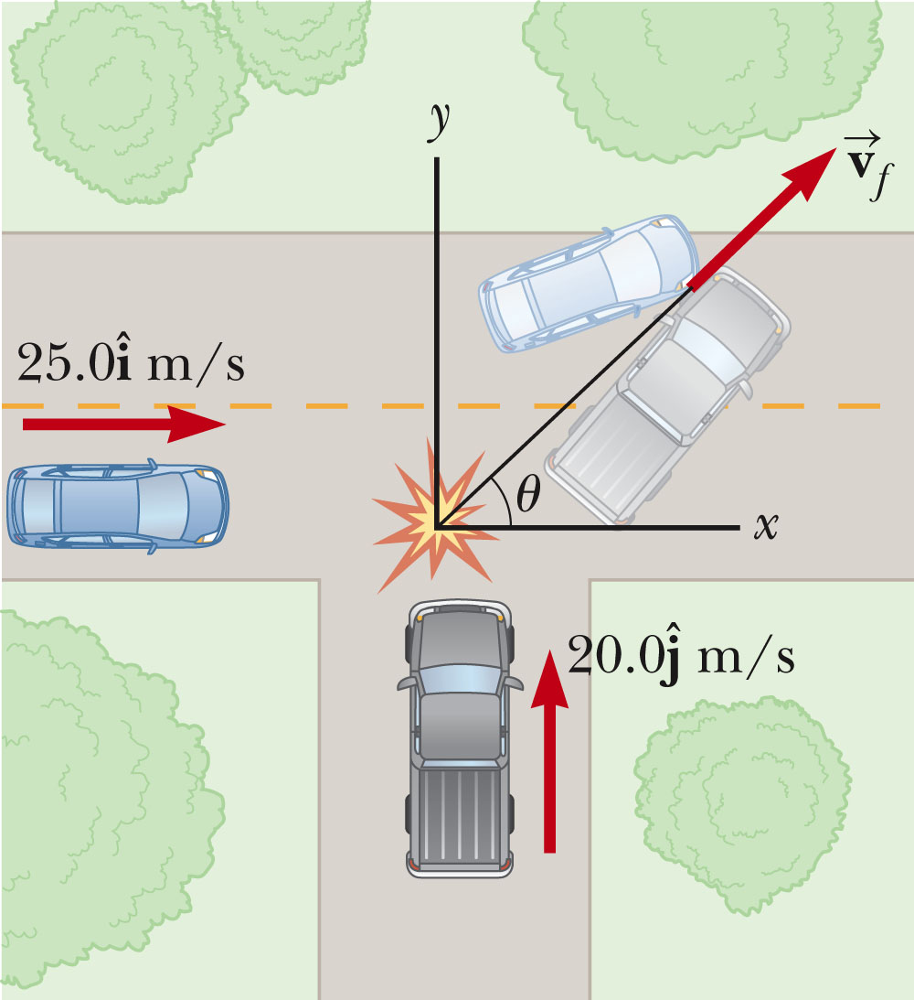 y
v⃗f
25.0î m/s
θ
x
20.0ĵ m/s